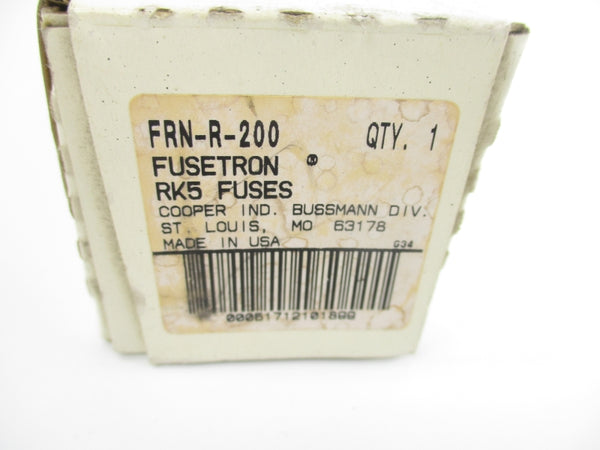 FRN-R-200 QTY. 1
FUSETRON
RK5 FUSES
COOPER IND. BUSSMANN DIV.
ST. LOUIS, MO 63178
MADE IN USA G34
00051712101899